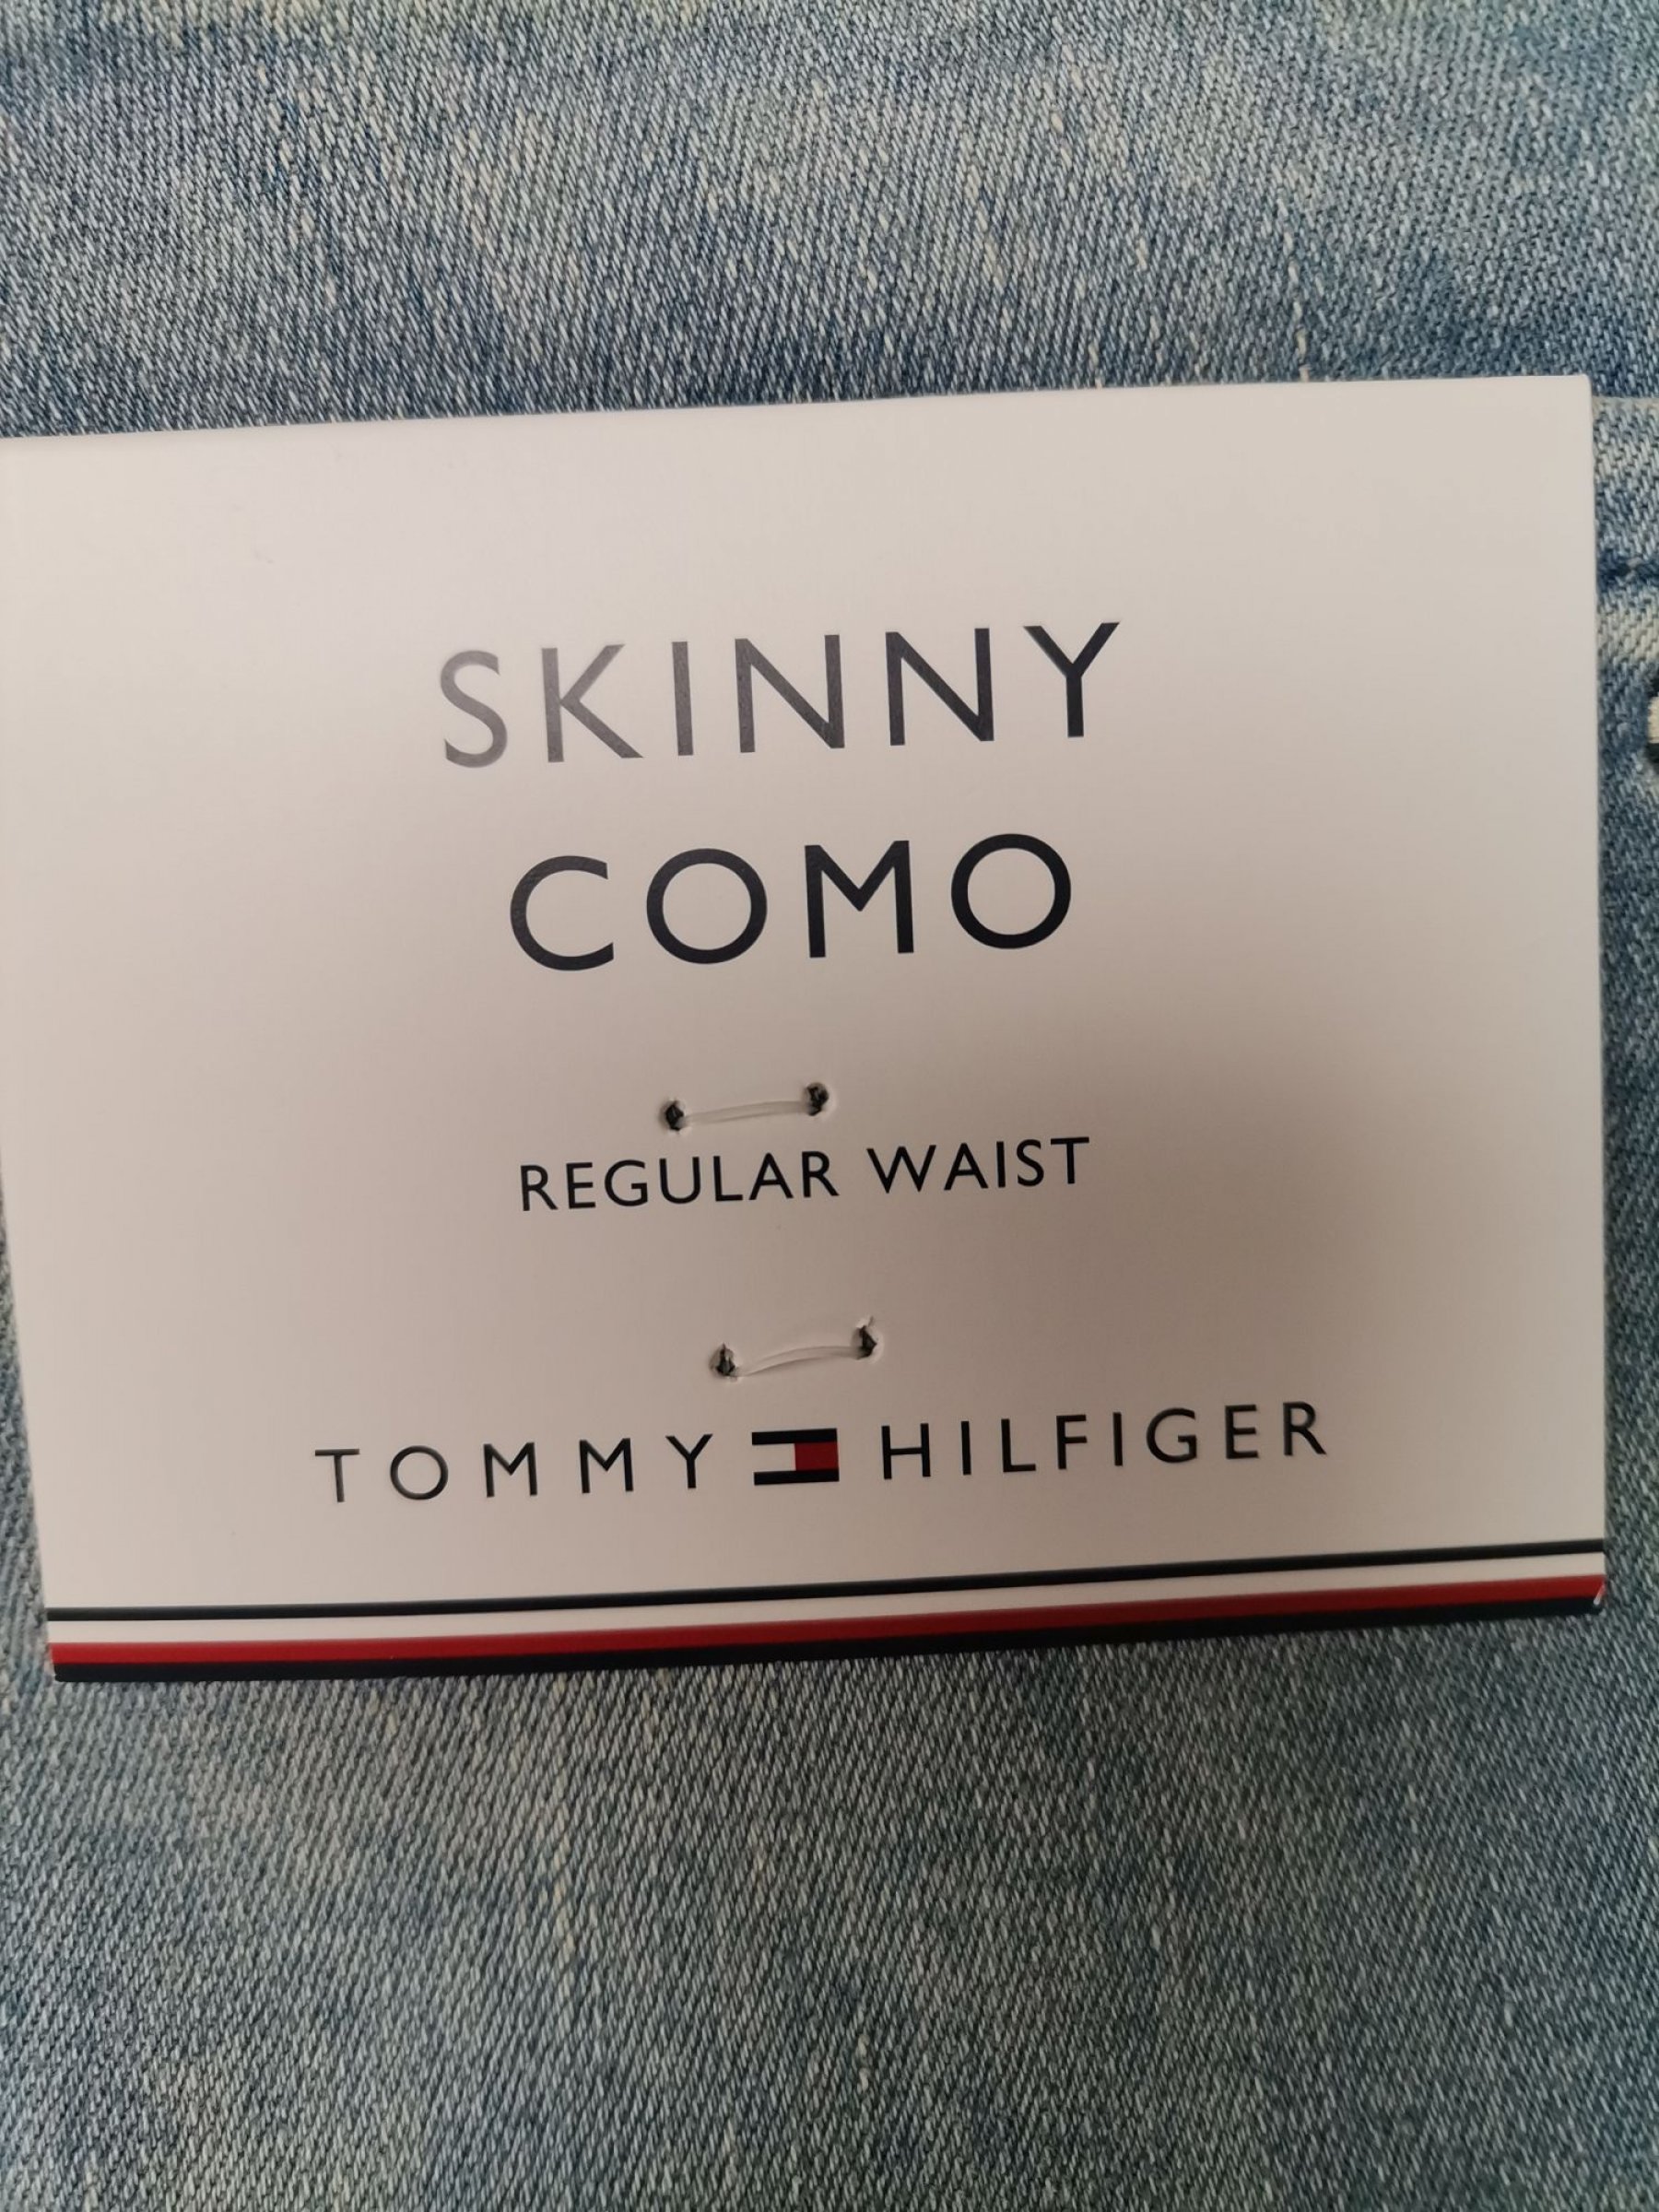 SKINNY
COMO
REGULAR WAIST
TOMMY HILFIGER